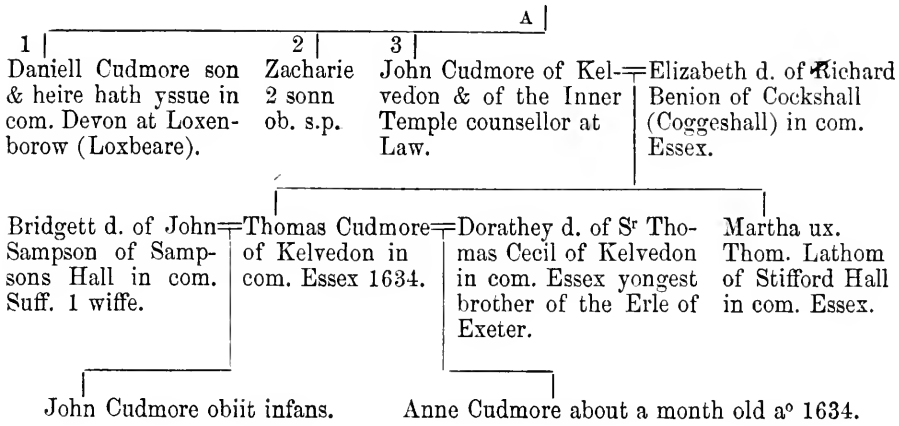 A
1
Daniell Cudmore son
& heire hath yssue in
com. Devon at Loxen-
borow (Loxbeare).
2
Zacharie
2 sonn
ob. s.p.
3
John Cudmore of Kel-
vedon & of the Inner
Temple counsellor at
Law.
Elizabeth d. of Richard
Benion of Cockshall
(Coggeshall) in com.
Essex.
Bridgett d. of John
Sampson of Samp-
sons Hall in com.
Suff. 1 wiffe.
Thomas Cudmore
of Kelvedon in
com. Essex 1634.
Dorathey d. of Sʳ Tho-
mas Cecil of Kelvedon
in com. Essex yongest
brother of the Erle of
Exeter.
Martha ux.
Thom. Lathom
of Stifford Hall
in com. Essex.
John Cudmore obiit infans.
Anne Cudmore about a month old aº 1634.